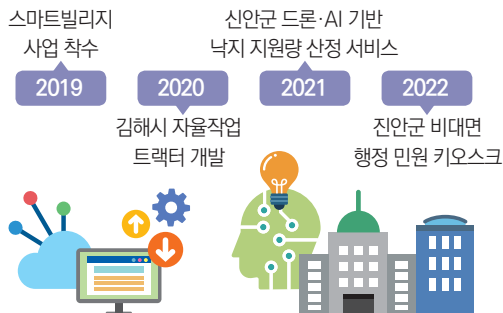 스마트빌리지
사업 착수
2019
2020
김해시 자율작업
트랙터 개발
신안군 드론·AI 기반
낙지 지원량 산정 서비스
2021
2022
진안군 비대면
행정 민원 키오스크